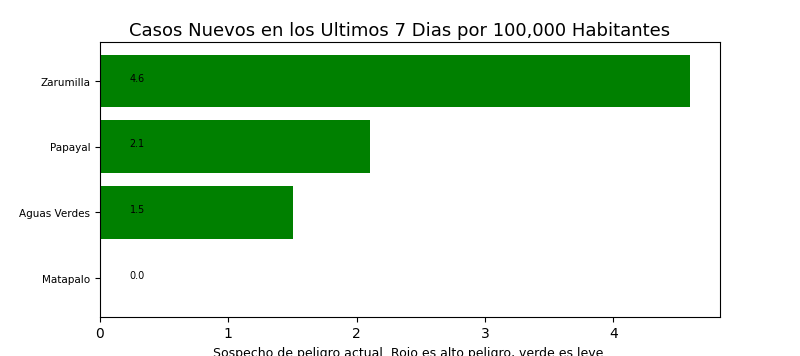 Casos Nuevos en los Ultimos 7 Dias por 100,000 Habitantes
Zarumilla 4.6
Papayal 2.1
Aguas Verdes 1.5
Matapalo 0.0
0 1 2 3 4
Sospecho de peligro actual. Rojo es alto peligro, verde es leve